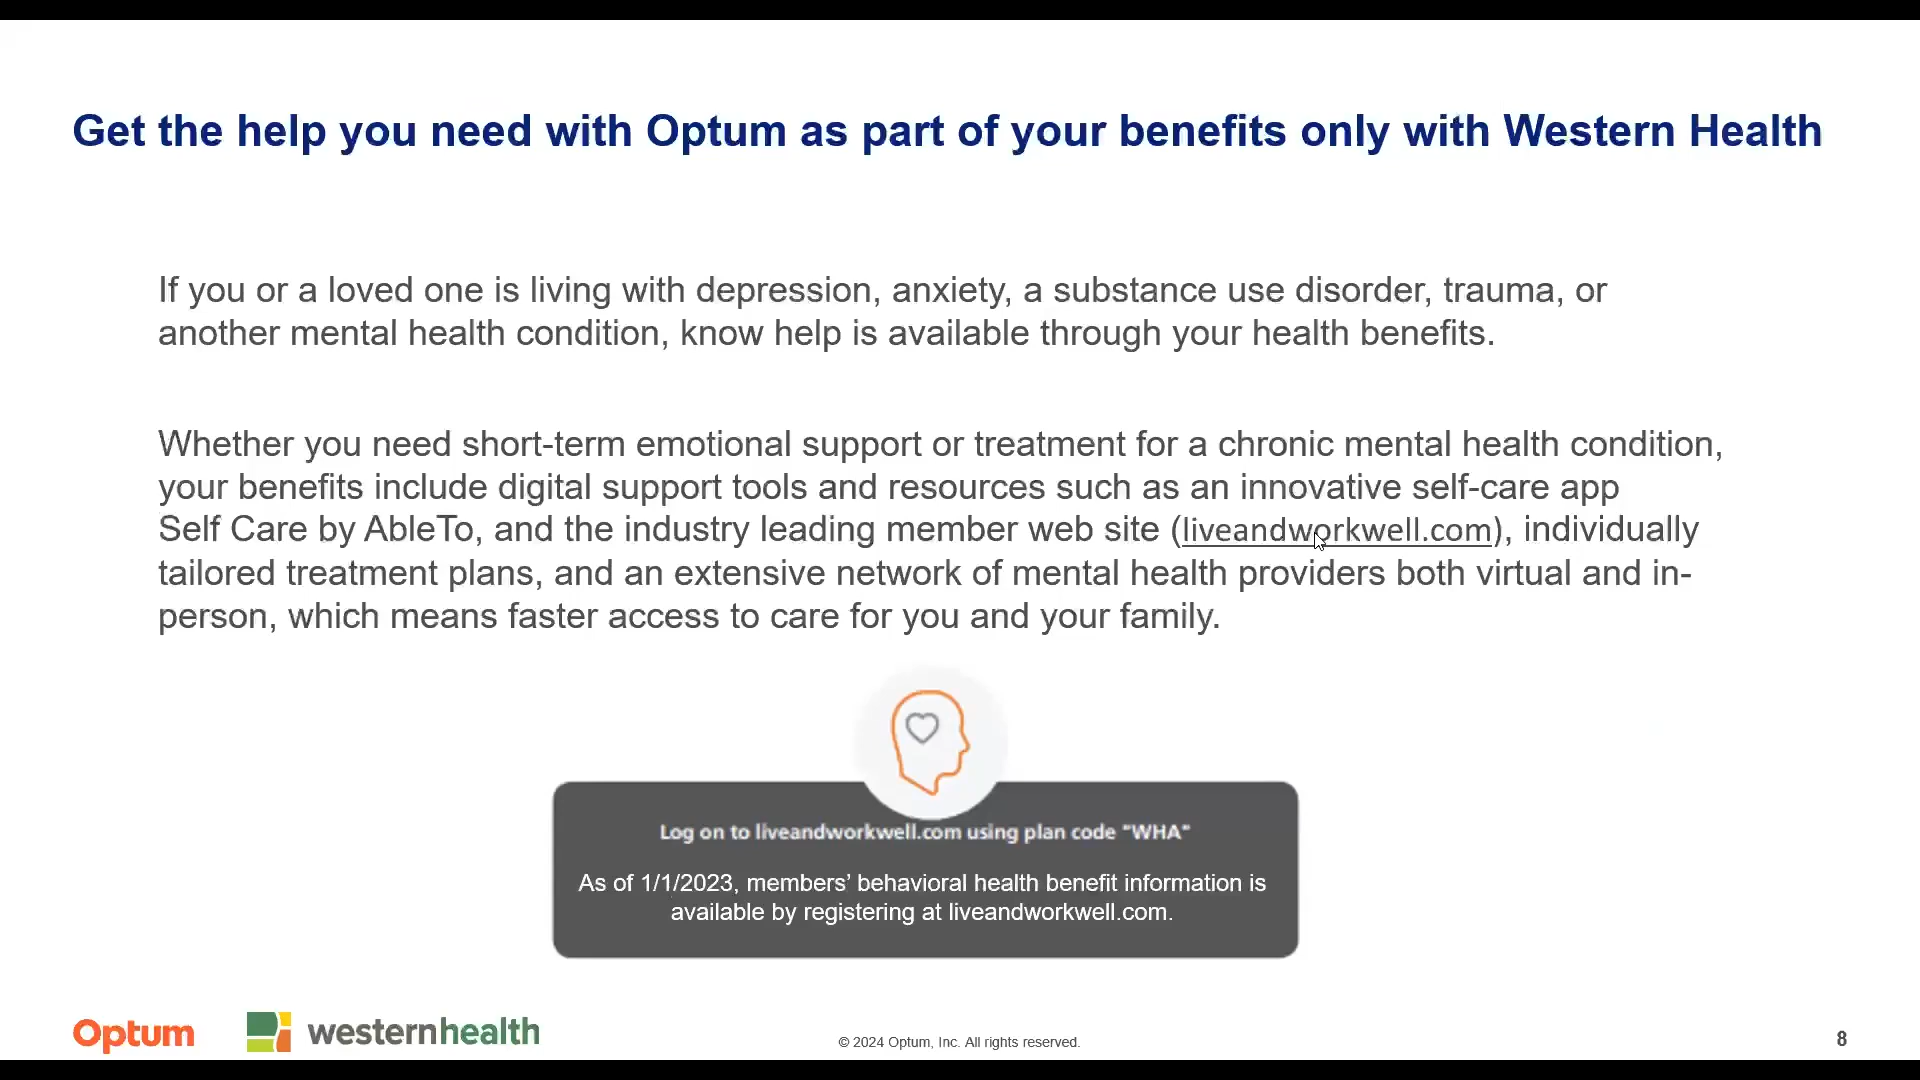 Get the help you need with Optum as part of your benefits only with Western Health
If you or a loved one is living with depression, anxiety, a substance use disorder, trauma, or
another mental health condition, know help is available through your health benefits.
Whether you need short-term emotional support or treatment for a chronic mental health condition,
your benefits include digital support tools and resources such as an innovative self-care app
Self Care by AbleTo, and the industry leading member web site (liveandworkwell.com), individually
tailored treatment plans, and an extensive network of mental health providers both virtual and in-
person, which means faster access to care for you and your family.
Log on to liveandworkwell.com using plan code "WHA"
As of 1/1/2023, members’ behavioral health benefit information is
available by registering at liveandworkwell.com.
Optum
westernhealth
© 2024 Optum, Inc. All rights reserved.
8